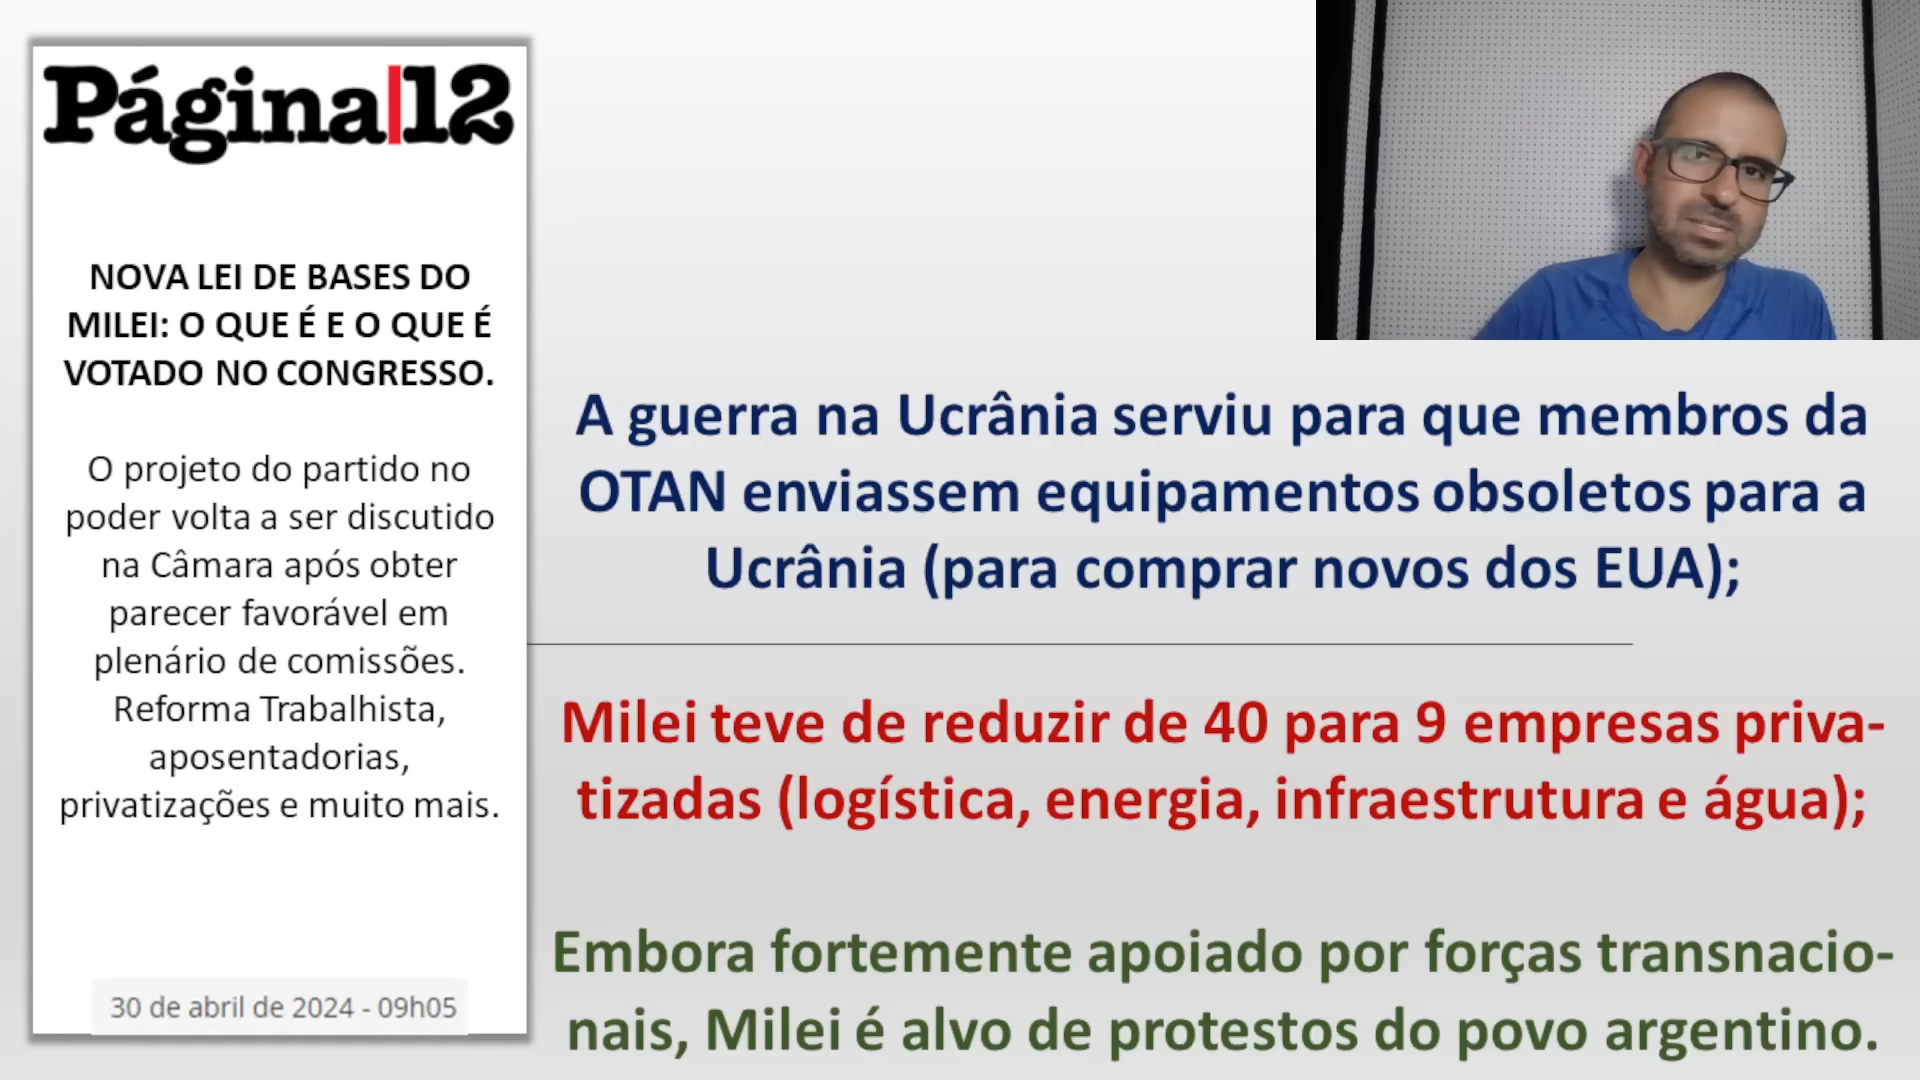 Página|12
NOVA LEI DE BASES DO
MILEI: O QUE É E O QUE É
VOTADO NO CONGRESSO.
O projeto do partido no
poder volta a ser discutido
na Câmara após obter
parecer favorável em
plenário de comissões.
Reforma Trabalhista,
aposentadorias,
privatizações e muito mais.
30 de abril de 2024 - 09h05
A guerra na Ucrânia serviu para que membros da
OTAN enviassem equipamentos obsoletos para a
Ucrânia (para comprar novos dos EUA);
Milei teve de reduzir de 40 para 9 empresas priva-
tizadas (logística, energia, infraestrutura e água);
Embora fortemente apoiado por forças transnacio-
nais, Milei é alvo de protestos do povo argentino.